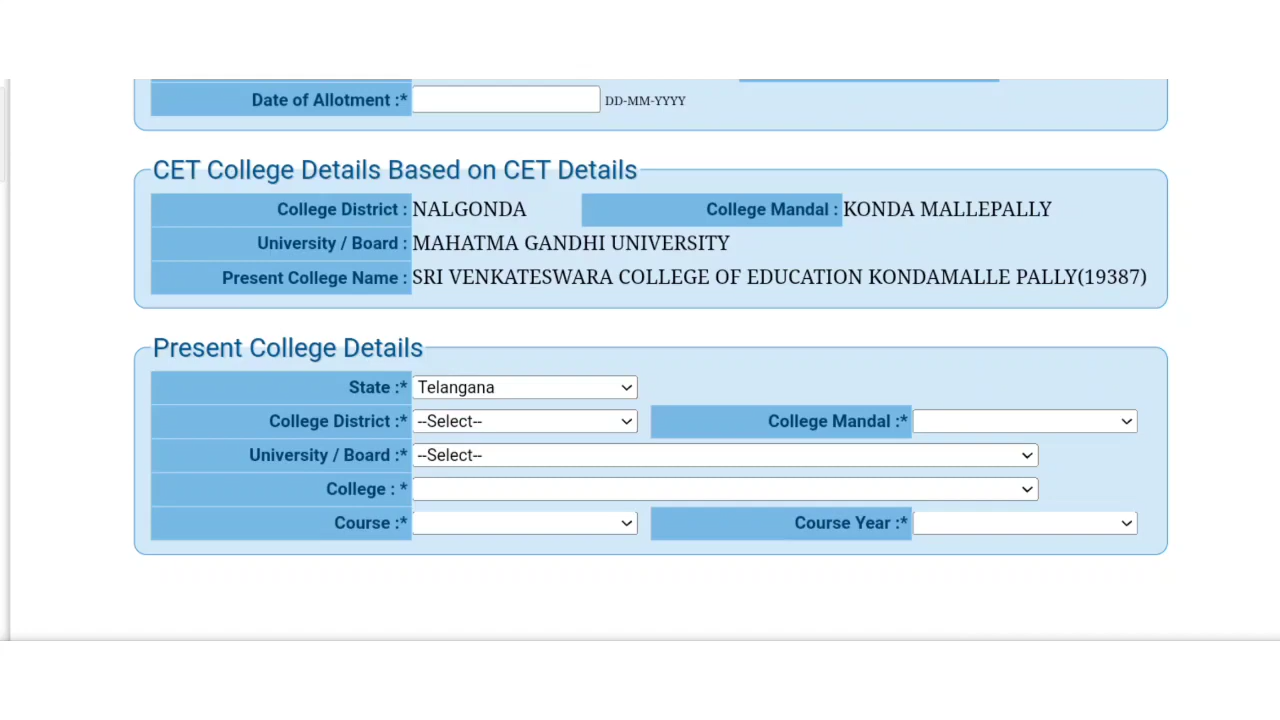 Date of Allotment :* DD-MM-YYYY
CET College Details Based on CET Details
College District : NALGONDA College Mandal : KONDA MALLEPALLY
University / Board : MAHATMA GANDHI UNIVERSITY
Present College Name : SRI VENKATESWARA COLLEGE OF EDUCATION KONDAMALLE PALLY(19387)
Present College Details
State :* Telangana
College District :* --Select-- College Mandal :*
University / Board :* --Select--
College : *
Course :* Course Year :*